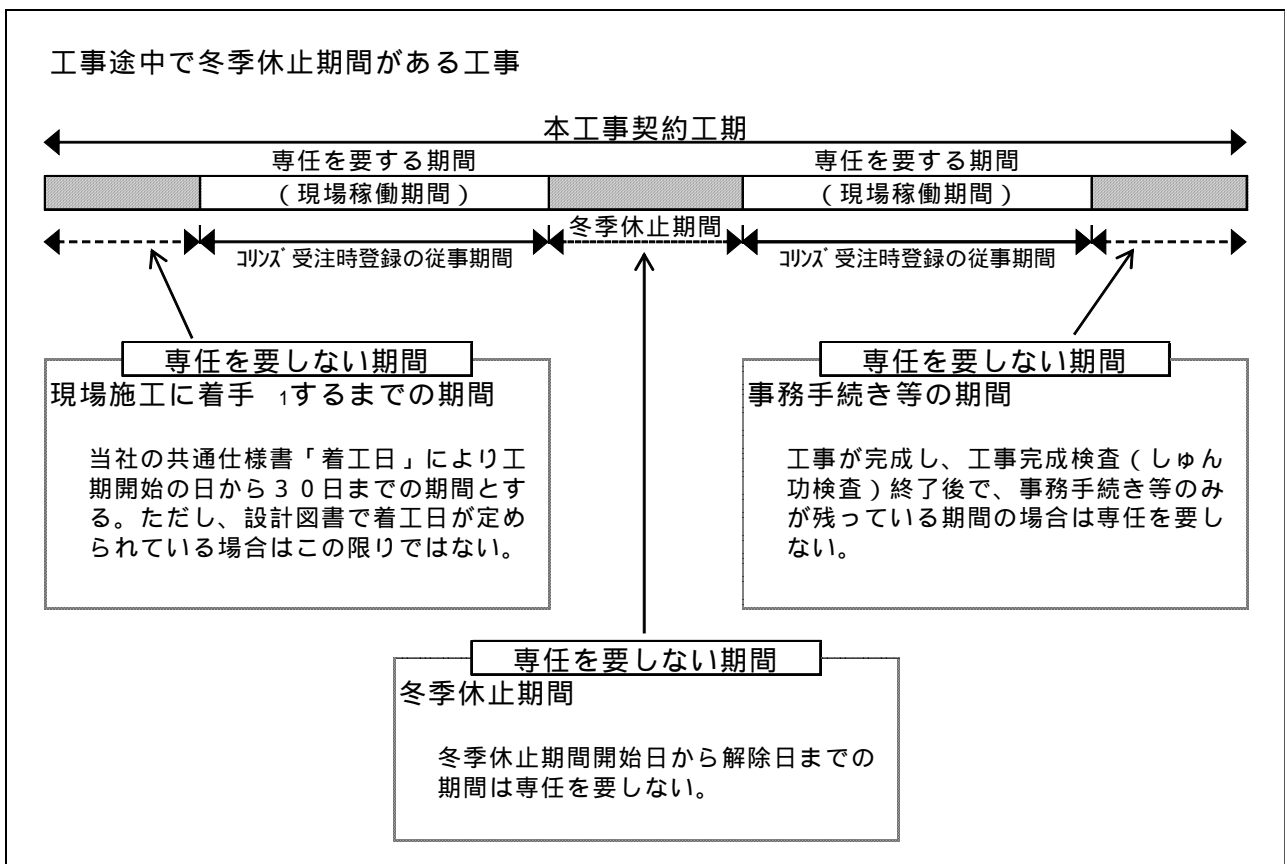 工事途中で冬季休止期間がある工事
本工事契約工期
専任を要する期間
専任を要する期間
(現場稼働期間)
(現場稼働期間)
冬季休止期間
ｺﾘﾝｽﾞ受注時登録の従事期間
ｺﾘﾝｽﾞ受注時登録の従事期間
専任を要しない期間
現場施工に着手 1するまでの期間
当社の共通仕様書「着工日」により工
期開始の日から３０日までの期間とす
る。ただし、設計図書で着工日が定め
られている場合はこの限りではない。
専任を要しない期間
事務手続き等の期間
工事が完成し、工事完成検査(しゅん
功検査)終了後で、事務手続き等のみ
が残っている期間の場合は専任を要し
ない。
専任を要しない期間
冬季休止期間
冬季休止期間開始日から解除日までの
期間は専任を要しない。